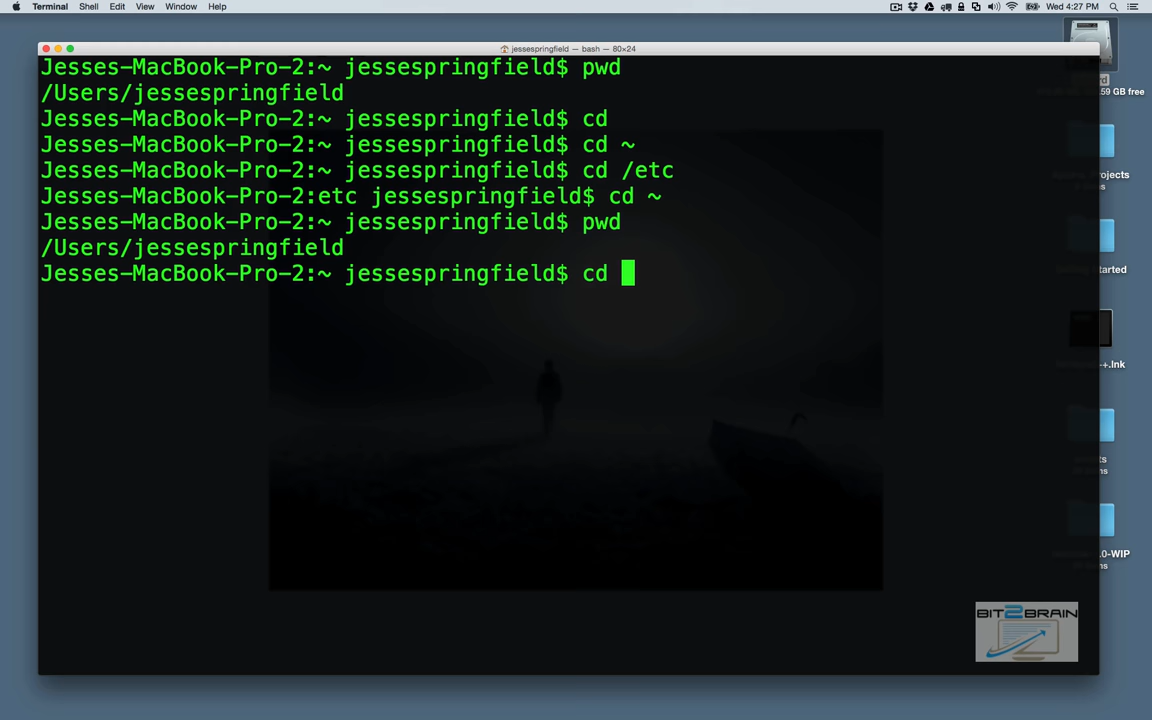 Terminal Shell Edit View Window Help Wed 4:27 PM
jessespringfield — bash — 80×24
Jesses-MacBook-Pro-2:~ jessespringfield$ pwd
/Users/jessespringfield
Jesses-MacBook-Pro-2:~ jessespringfield$ cd
Jesses-MacBook-Pro-2:~ jessespringfield$ cd ~
Jesses-MacBook-Pro-2:~ jessespringfield$ cd /etc
Jesses-MacBook-Pro-2:etc jessespringfield$ cd ~
Jesses-MacBook-Pro-2:~ jessespringfield$ pwd
/Users/jessespringfield
Jesses-MacBook-Pro-2:~ jessespringfield$ cd
59 GB free
BIT2BRAIN